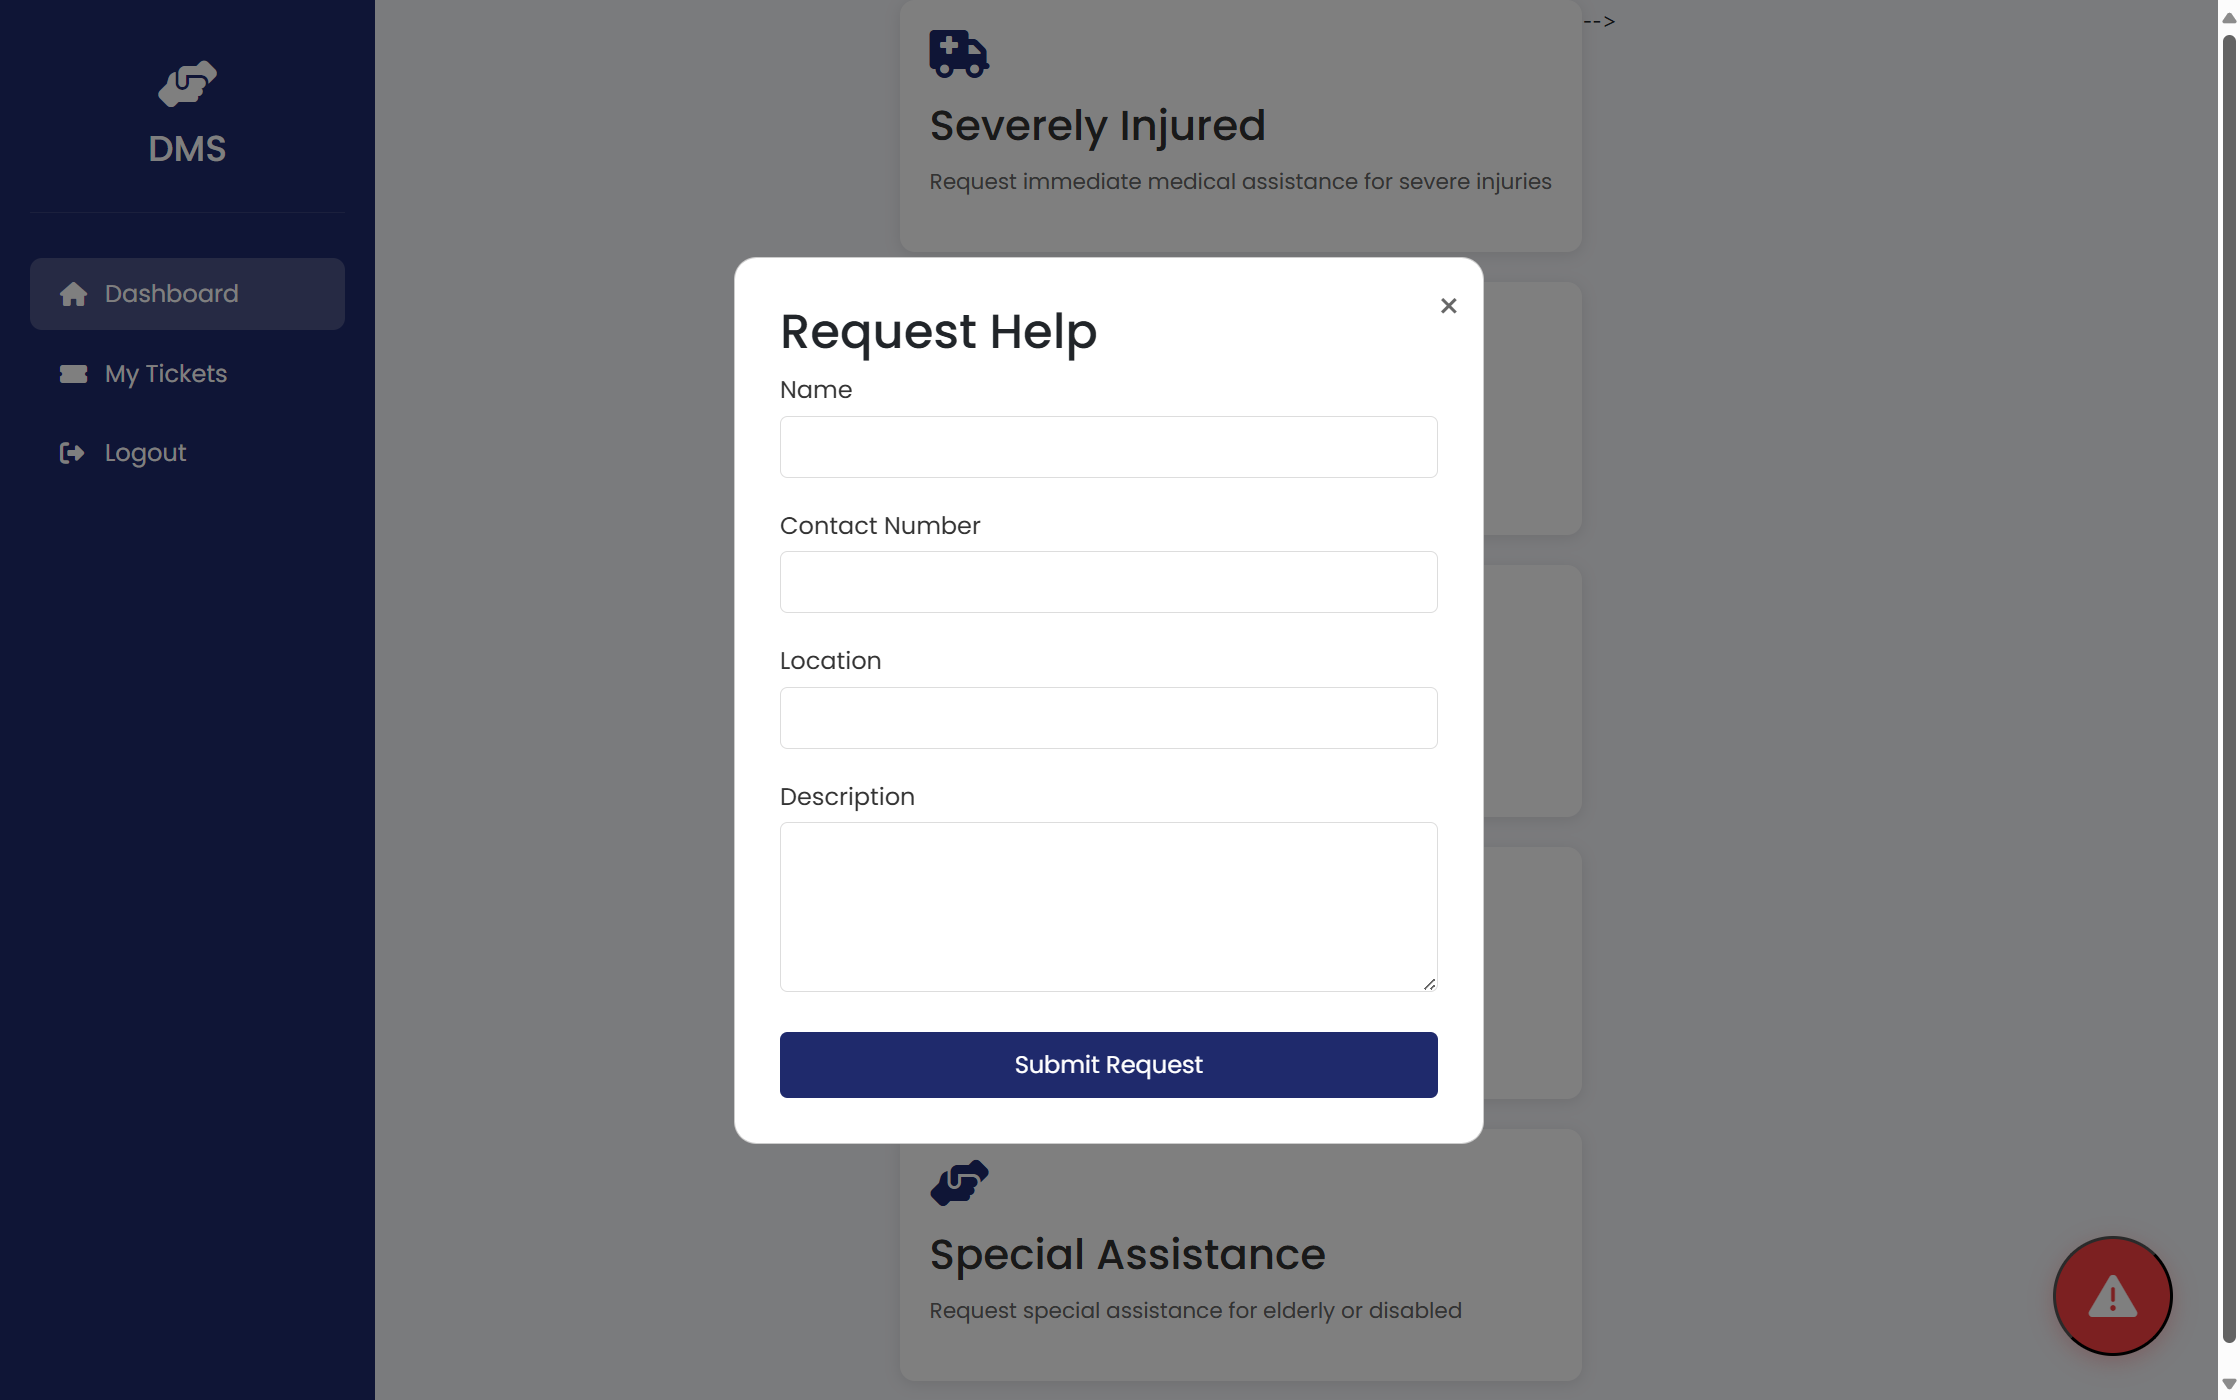 DMS
Dashboard
My Tickets
Logout
-->
Severely Injured
Request immediate medical assistance for severe injuries
×
Request Help
Name
Contact Number
Location
Description
Submit Request
Special Assistance
Request special assistance for elderly or disabled